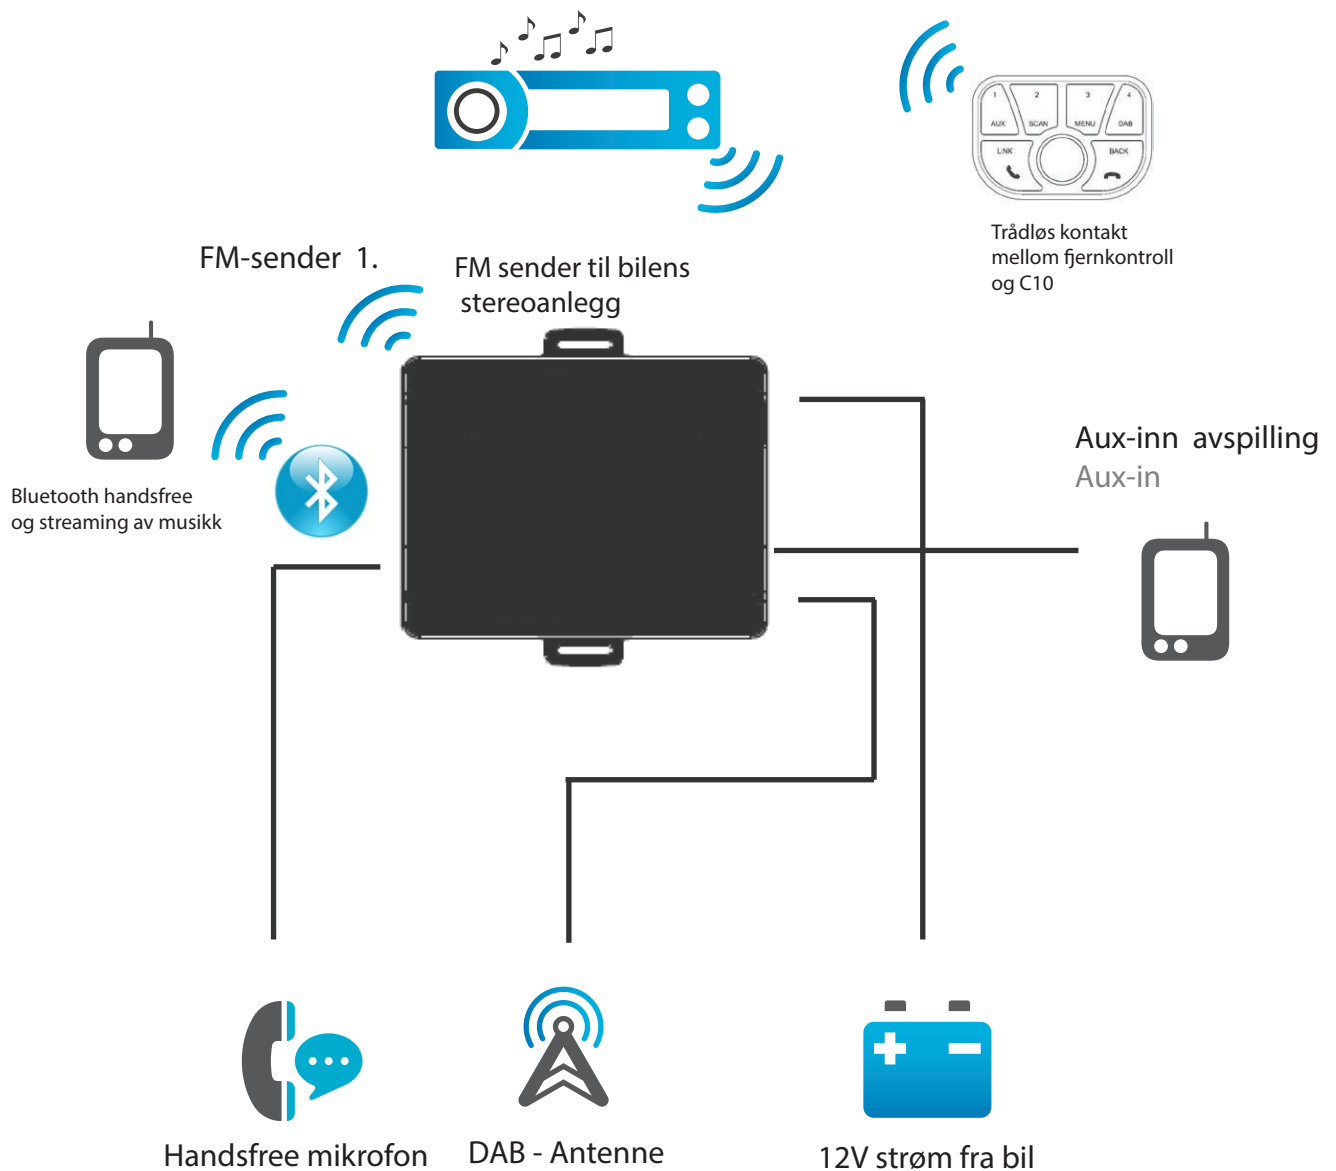 1 2 3 4
AUX SCAN MENU DAB
LINK BACK
Trådløs kontakt
mellom fjernkontroll
og C10
FM-sender 1.
FM sender til bilens
stereoanlegg
Bluetooth handsfree
og streaming av musikk
Aux-inn avspilling
Aux-in
Handsfree mikrofon
DAB - Antenne
12V strøm fra bil